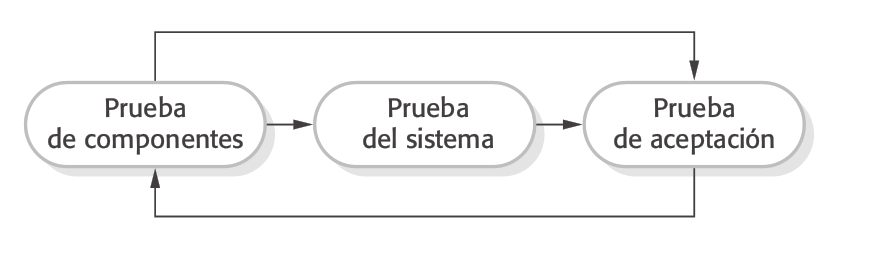 Prueba
de componentes
Prueba
del sistema
Prueba
de aceptación